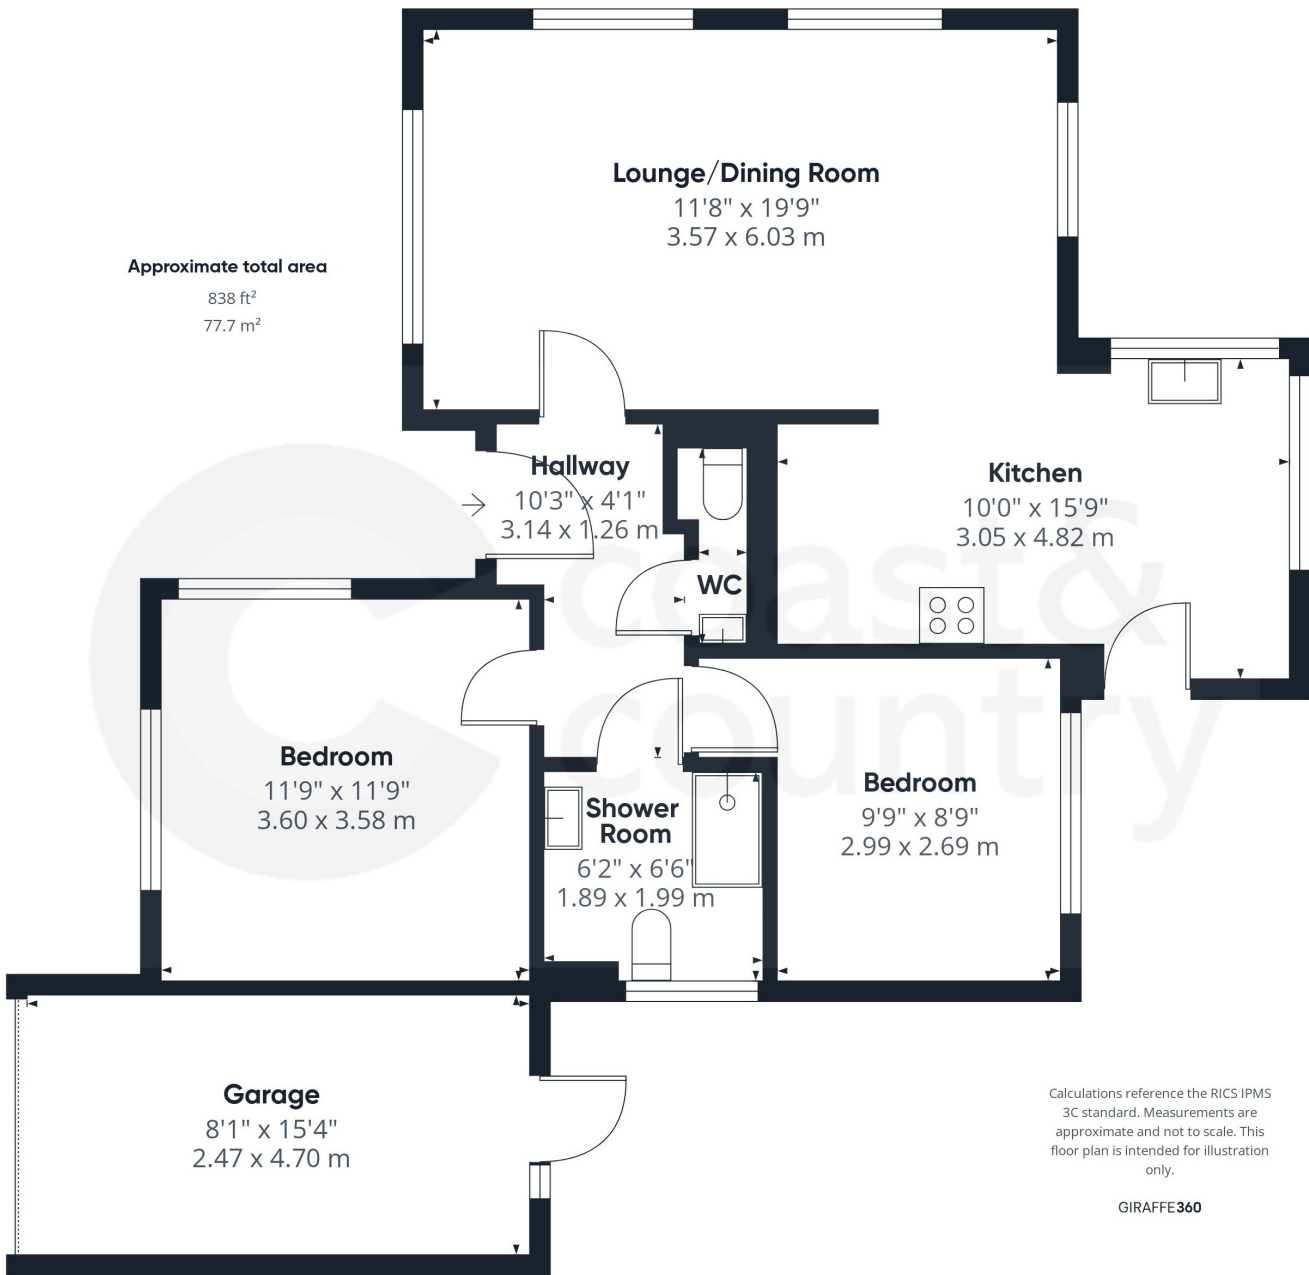 Lounge/Dining Room
11'8" x 19'9"
3.57 x 6.03 m
Approximate total area
838 ft²
77.7 m²
Hallway
10'3" x 4'1"
3.14 x 1.26 m
WC
Kitchen
10'0" x 15'9"
3.05 x 4.82 m
coast &
country
Bedroom
11'9" x 11'9"
3.60 x 3.58 m
Shower
Room
6'2" x 6'6"
1.89 x 1.99 m
Bedroom
9'9" x 8'9"
2.99 x 2.69 m
Garage
8'1" x 15'4"
2.47 x 4.70 m
Calculations reference the RICS IPMS
3C standard. Measurements are
approximate and not to scale. This
floor plan is intended for illustration
only.
GIRAFFE360